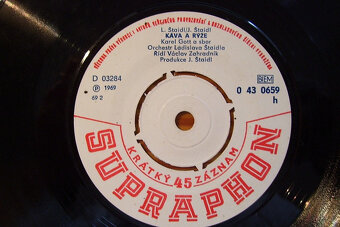 L. Štaidl/J. Štaidl
KÁVA A RÝŽE
Karel Gott a sbor
Orchestr Ladislava Štaidla
Řídí Václav Zahradník
Produkce J. Štaidl
D 03284
℗ 1969
69 2
OSA
0 43 0659
h
KRÁTKÝ 45 ZÁZNAM
SUPRAPHON